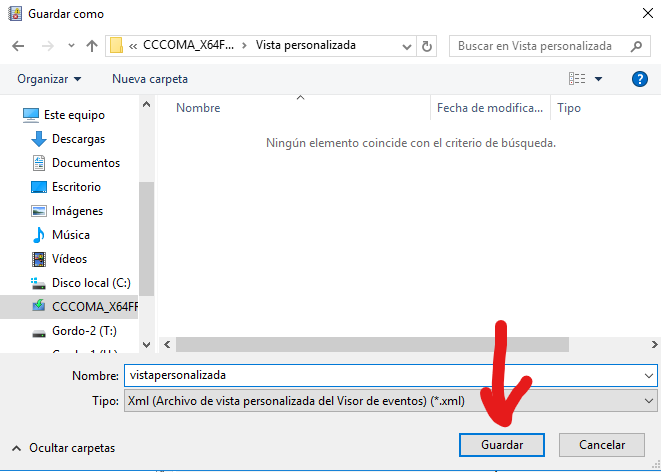 Guardar como
« CCCOMA_X64F... > Vista personalizada
Buscar en Vista personalizada
Organizar
Nueva carpeta
?
Este equipo
Descargas
Documentos
Escritorio
Imágenes
Música
Vídeos
Disco local (C:)
CCCOMA_X64FF
Gordo-2 (T:)
Nombre
Fecha de modifica...
Tipo
Ningún elemento coincide con el criterio de búsqueda.
Nombre: vistapersonalizada
Tipo: Xml (Archivo de vista personalizada del Visor de eventos) (*.xml)
Ocultar carpetas
Guardar
Cancelar